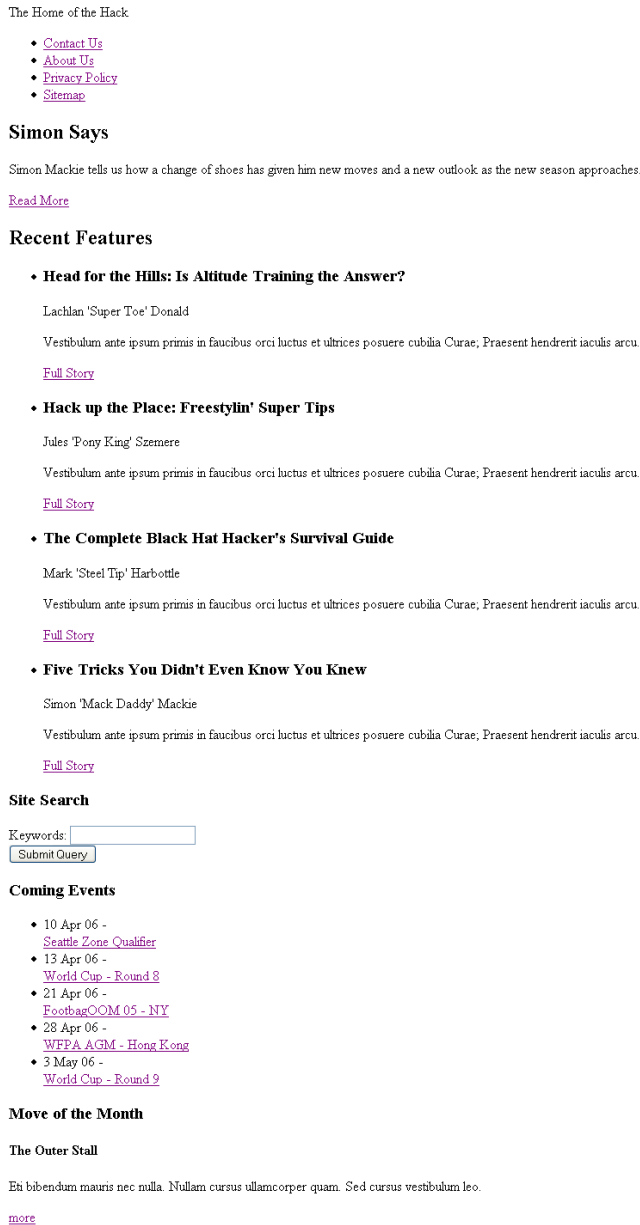 The Home of the Hack
Contact Us
About Us
Privacy Policy
Sitemap
Simon Says
Simon Mackie tells us how a change of shoes has given him new moves and a new outlook as the new season approaches.
Read More
Recent Features
Head for the Hills: Is Altitude Training the Answer?
Lachlan 'Super Toe' Donald
Vestibulum ante ipsum primis in faucibus orci luctus et ultrices posuere cubilia Curae; Praesent hendrerit iaculis arcu.
Full Story
Hack up the Place: Freestylin' Super Tips
Jules 'Pony King' Szemere
Vestibulum ante ipsum primis in faucibus orci luctus et ultrices posuere cubilia Curae; Praesent hendrerit iaculis arcu.
Full Story
The Complete Black Hat Hacker's Survival Guide
Mark 'Steel Tip' Harbottle
Vestibulum ante ipsum primis in faucibus orci luctus et ultrices posuere cubilia Curae; Praesent hendrerit iaculis arcu.
Full Story
Five Tricks You Didn't Even Know You Knew
Simon 'Mack Daddy' Mackie
Vestibulum ante ipsum primis in faucibus orci luctus et ultrices posuere cubilia Curae; Praesent hendrerit iaculis arcu.
Full Story
Site Search
Keywords:
Submit Query
Coming Events
10 Apr 06 -
Seattle Zone Qualifier
13 Apr 06 -
World Cup - Round 8
21 Apr 06 -
FootbagOOM 05 - NY
28 Apr 06 -
WFPA AGM - Hong Kong
3 May 06 -
World Cup - Round 9
Move of the Month
The Outer Stall
Eti bibendum mauris nec nulla. Nullam cursus ullamcorper quam. Sed cursus vestibulum leo.
more